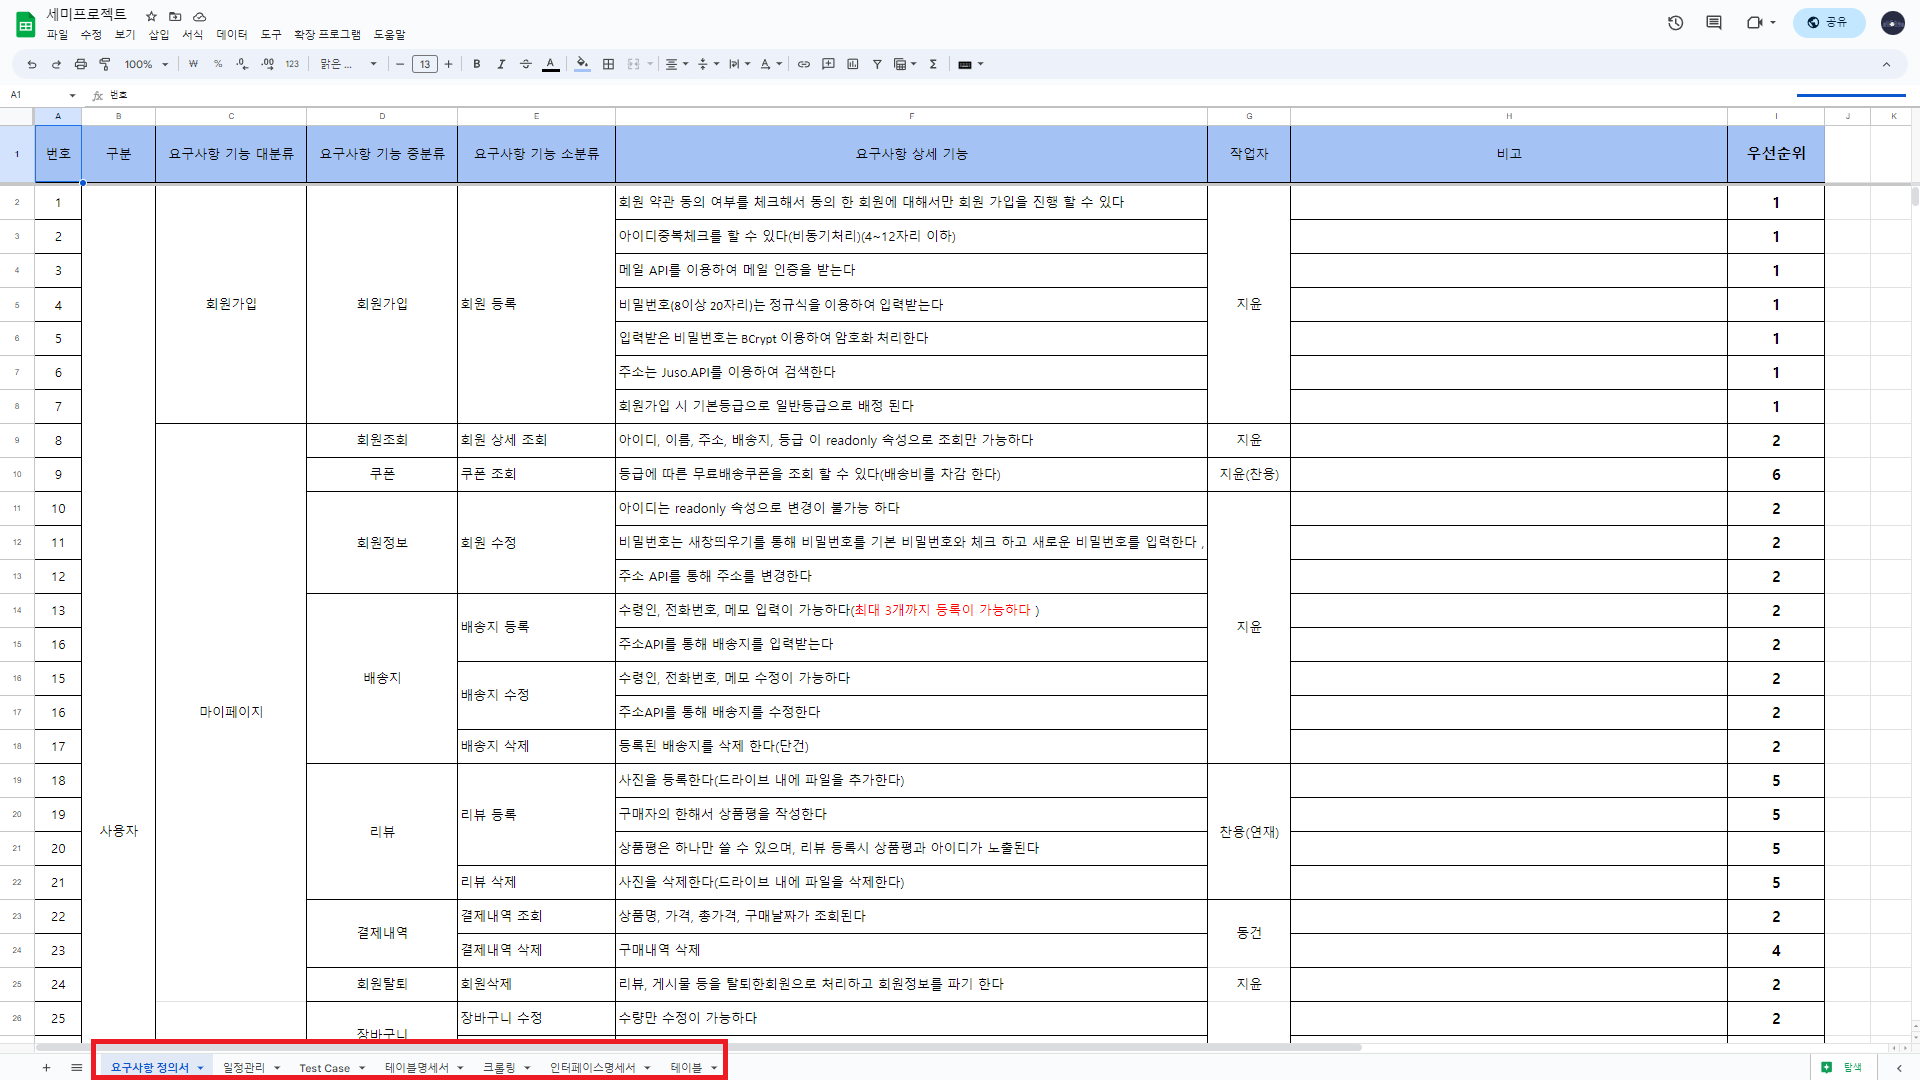 세미프로젝트
파일 수정 보기 삽입 서식 데이터 도구 확장 프로그램 도움말
공유
100% ₩ % .0 .00 123 맑은 ... 13
A1 fx 번호
A B C D E F G H I J K
1 번호 구분 요구사항 기능 대분류 요구사항 기능 중분류 요구사항 기능 소분류 요구사항 상세 기능 작업자 비고 우선순위
2 1 회원 약관 동의 여부를 체크해서 동의 한 회원에 대해서만 회원 가입을 진행 할 수 있다 1
3 2 아이디중복체크를 할 수 있다(비동기처리)(4~12자리 이하) 1
4 3 메일 API를 이용하여 메일 인증을 받는다 1
5 4 회원가입 회원가입 회원 등록 비밀번호(8이상 20자리)는 정규식을 이용하여 입력받는다 지윤 1
6 5 입력받은 비밀번호는 BCrypt 이용하여 암호화 처리한다 1
7 6 주소는 Juso.API를 이용하여 검색한다 1
8 7 회원가입 시 기본등급으로 일반등급으로 배정 된다 1
9 8 회원조회 회원 상세 조회 아이디, 이름, 주소, 배송지, 등급 이 readonly 속성으로 조회만 가능하다 지윤 2
10 9 쿠폰 쿠폰 조회 등급에 따른 무료배송쿠폰을 조회 할 수 있다(배송비를 차감 한다) 지윤(찬용) 6
11 10 아이디는 readonly 속성으로 변경이 불가능 하다 2
12 11 회원정보 회원 수정 비밀번호는 새창띄우기를 통해 비밀번호를 기본 비밀번호와 체크 하고 새로운 비밀번호를 입력한다 , 2
13 12 주소 API를 통해 주소를 변경한다 2
14 13 배송지 등록 수령인, 전화번호, 메모 입력이 가능하다(최대 3개까지 등록이 가능하다 ) 지윤 2
15 16 주소API를 통해 배송지를 입력받는다 2
16 15 배송지 배송지 수정 수령인, 전화번호, 메모 수정이 가능하다 2
17 16 마이페이지 주소API를 통해 배송지를 수정한다 2
18 17 배송지 삭제 등록된 배송지를 삭제 한다(단건) 2
19 18 사진을 등록한다(드라이브 내에 파일을 추가한다) 5
20 19 사용자 리뷰 리뷰 등록 구매자의 한해서 상품평을 작성한다 찬용(연재) 5
21 20 상품평은 하나만 쓸 수 있으며, 리뷰 등록시 상품평과 아이디가 노출된다 5
22 21 리뷰 삭제 사진을 삭제한다(드라이브 내에 파일을 삭제한다) 5
23 22 결제내역 결제내역 조회 상품명, 가격, 총가격, 구매날짜가 조회된다 동건 2
24 23 결제내역 삭제 구매내역 삭제 4
25 24 회원탈퇴 회원삭제 리뷰, 게시물 등을 탈퇴한회원으로 처리하고 회원정보를 파기 한다 지윤 2
26 25 장바구니 장바구니 수정 수량만 수정이 가능하다 2
요구사항 정의서 일정관리 Test Case 테이블명세서 크롤링 인터페이스명세서 테이블 탐색